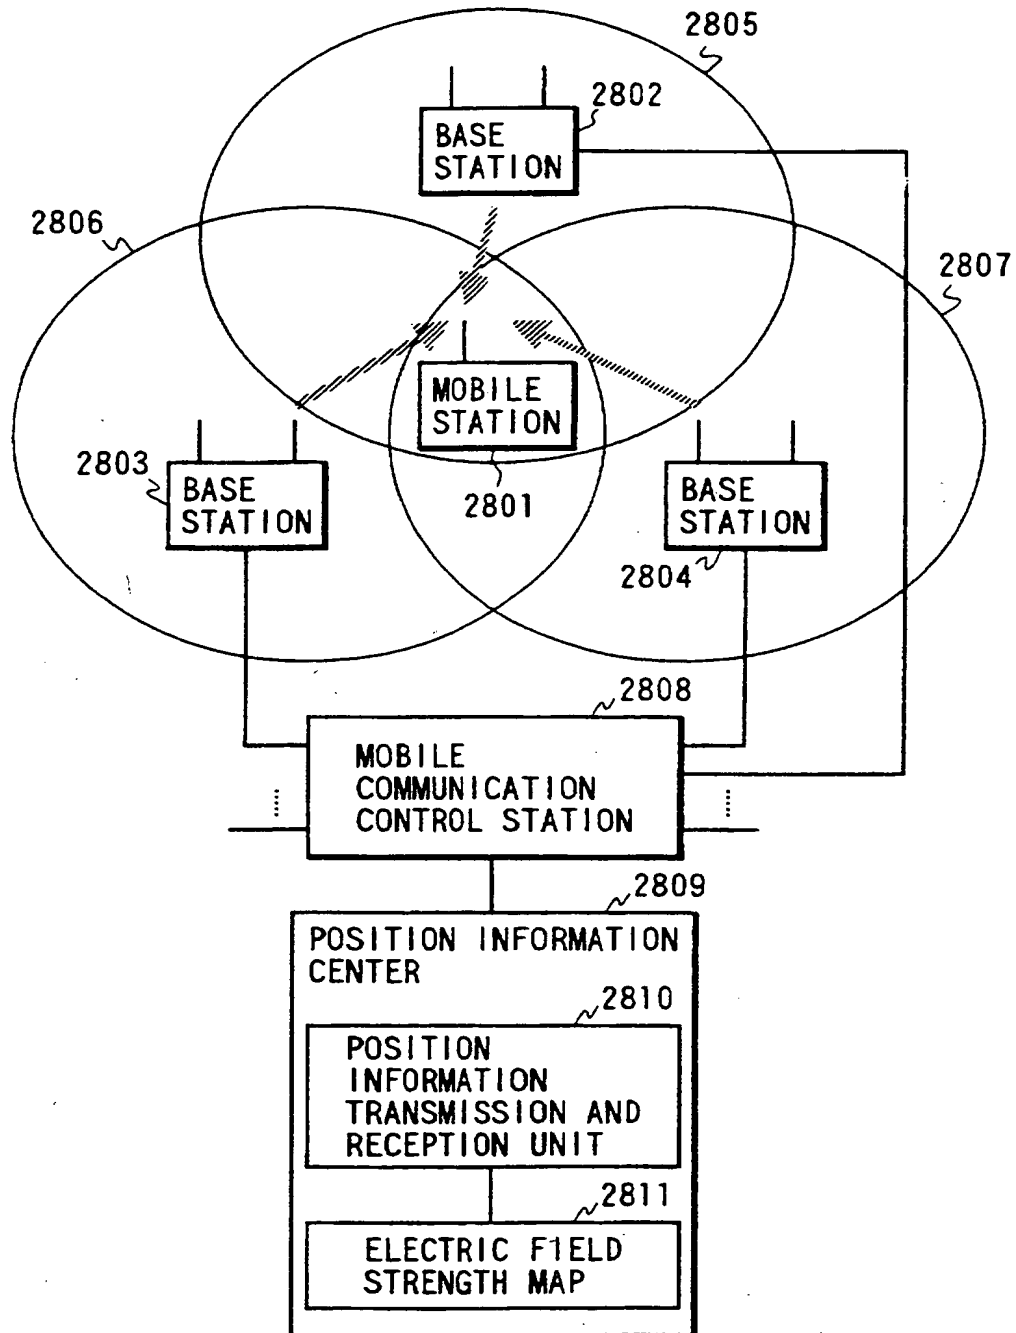 2805
2802
BASE
STATION
2806
2807
MOBILE
STATION
2803
BASE
STATION
2801
BASE
STATION
2804
2808
MOBILE
COMMUNICATION
CONTROL STATION
2809
POSITION INFORMATION
CENTER
2810
POSITION
INFORMATION
TRANSMISSION AND
RECEPTION UNIT
2811
ELECTRIC FIELD
STRENGTH MAP